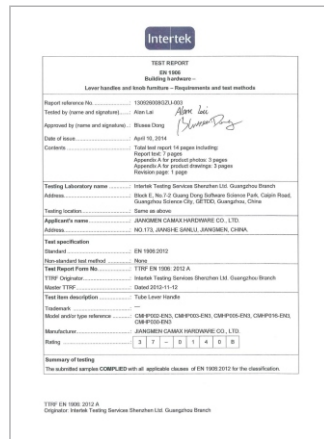 Intertek
TEST REPORT
EN 1906
Building hardware –
Lever handles and knob furniture – Requirements and test methods
Report reference No. : 130926009GZU-003
Tested by (name and signature) : Alan Lai
Approved by (name and signature) : Blossa Dong
Date of issue : April 16, 2014
Contents : Total test report 14 pages including:
Report text: 7 pages
Appendix A for product photos: 3 pages
Appendix A for product drawings: 3 pages
Revision page: 1 page
Testing Laboratory name : Intertek Testing Services Shenzhen Ltd. Guangzhou Branch
Address : Block E, No.7-2 Guang Dong Software Science Park, Caipin Road,
Guangzhou Science City, GETDD, Guangzhou, China
Testing location : Same as above
Applicant's name : JIANGMEN CAMAX HARDWARE CO., LTD.
Address : NO.173, JIANGHE SANLU, JIANGMEN, CHINA
Test specification
Standard : EN 1906:2012
Non-standard test method : None
Test Report Form No. : TTRF EN 1906: 2012 A
TTRF Originator : Intertek Testing Services Shenzhen Ltd. Guangzhou Branch
Master TTRF : Dated 2012-11-12
Test item description : Tube Lever Handle
Trademark : ---
Model and/or type reference : CMHP002-EN3, CMHP003-EN3, CMHP005-EN3, CMHP016-EN3,
CMHP030-EN3
Manufacturer : JIANGMEN CAMAX HARDWARE CO., LTD.
Rating : 3 7 – 0 1 4 0 B
Summary of testing
The submitted samples COMPLIED with all applicable clauses of EN 1906:2012 for the classification.
TTRF EN 1906: 2012 A
Originator: Intertek Testing Services Shenzhen Ltd. Guangzhou Branch